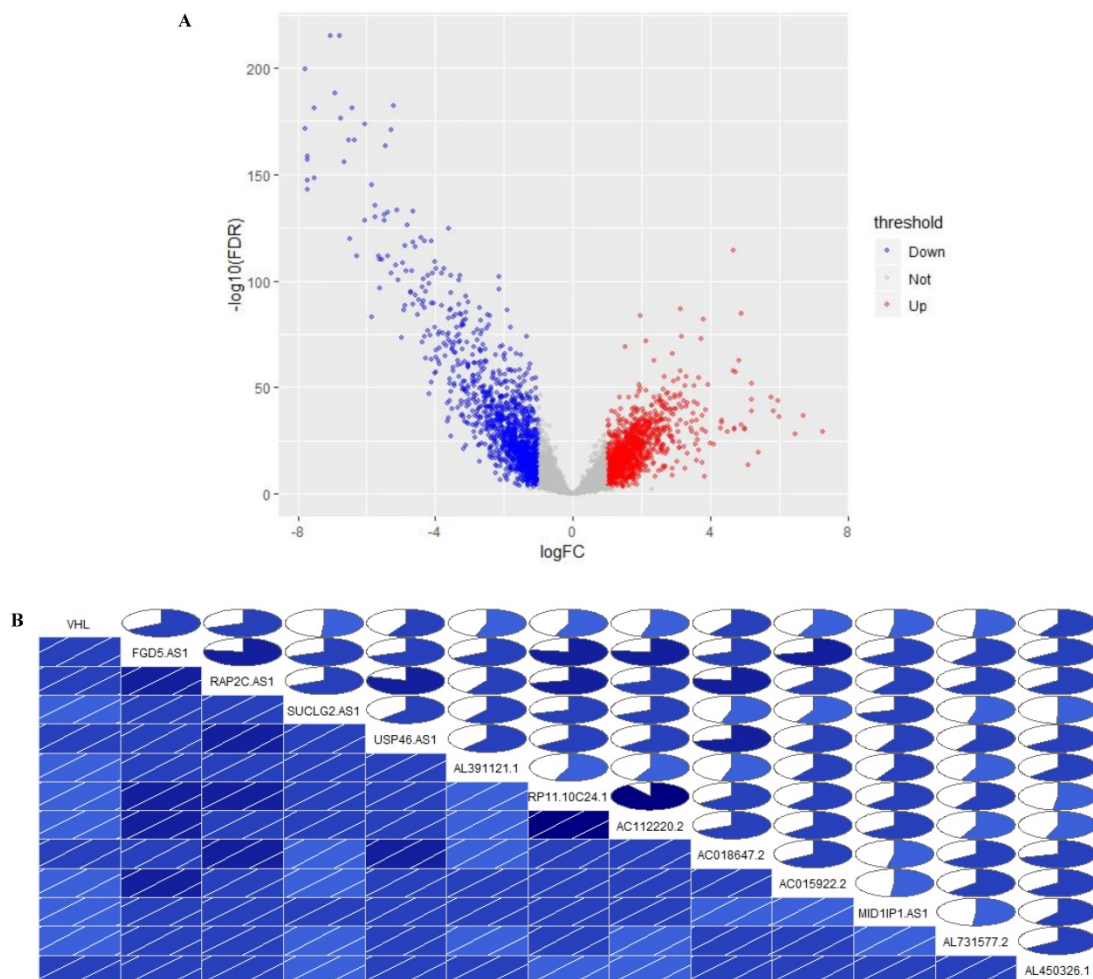 A
200
150
100
50
0
-log10(FDR)
-8
-4
0
4
8
logFC
threshold
Down
Not
Up
B
VHL
FGD5.AS1
RAP2C.AS1
SUCLG2.AS1
USP46.AS1
AL391121.1
RP11.10C24.1
AC112220.2
AC018647.2
AC015922.2
MID1IP1.AS1
AL731577.2
AL450326.1